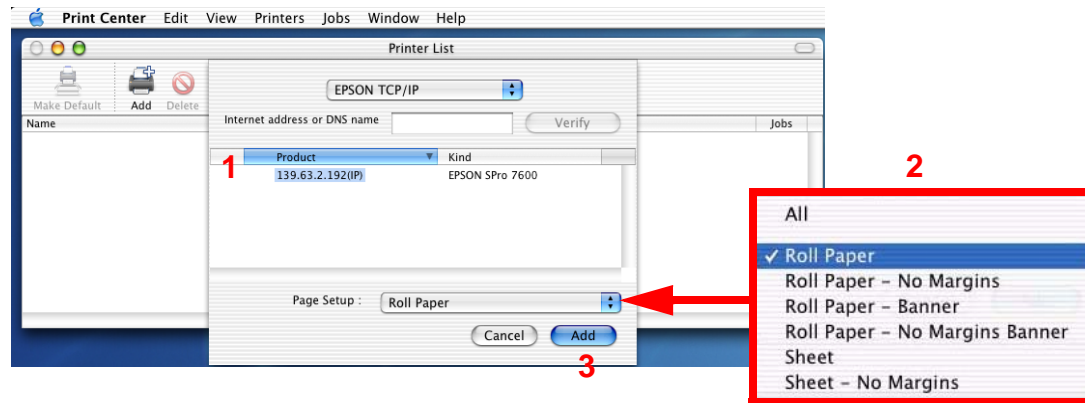 Print Center Edit View Printers Jobs Window Help
Printer List
Make Default Add Delete
EPSON TCP/IP
Internet address or DNS name Verify
Name Jobs
1 Product Kind
139.63.2.192(IP) EPSON SPro 7600
Page Setup : Roll Paper
Cancel Add
3
2
All
✓ Roll Paper
Roll Paper – No Margins
Roll Paper – Banner
Roll Paper – No Margins Banner
Sheet
Sheet – No Margins